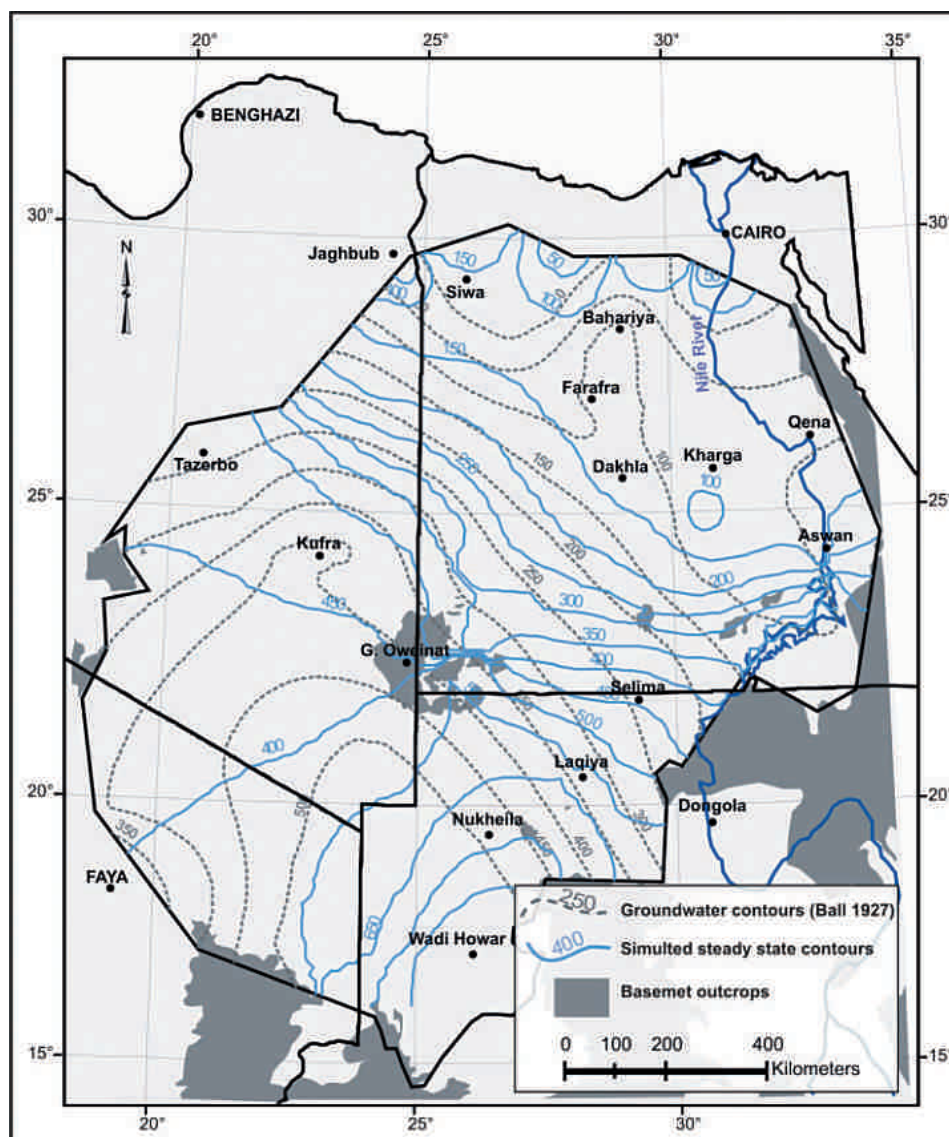 20°
25°
30°
35°
BENGHAZI
30°
30°
N
CAIRO
Jaghbub
150
50
50
Siwa
100
Bahariya
Nile River
150
Farafra
Qena
Tazerbo
250
150
100
Kharga
Dakhla
100
25°
25°
Kufra
Aswan
200
200
250
300
350
G. Oweinat
400
Selima
500
400
Laqiya
20°
20°
Nukheila
Dongola
50
350
450
400
FAYA
250
Groundwater contours (Ball 1927)
Wadi Howar
400
Simulted steady state contours
Basemet outcrops
15°
15°
0
100
200
400
Kilometers
20°
25°
30°